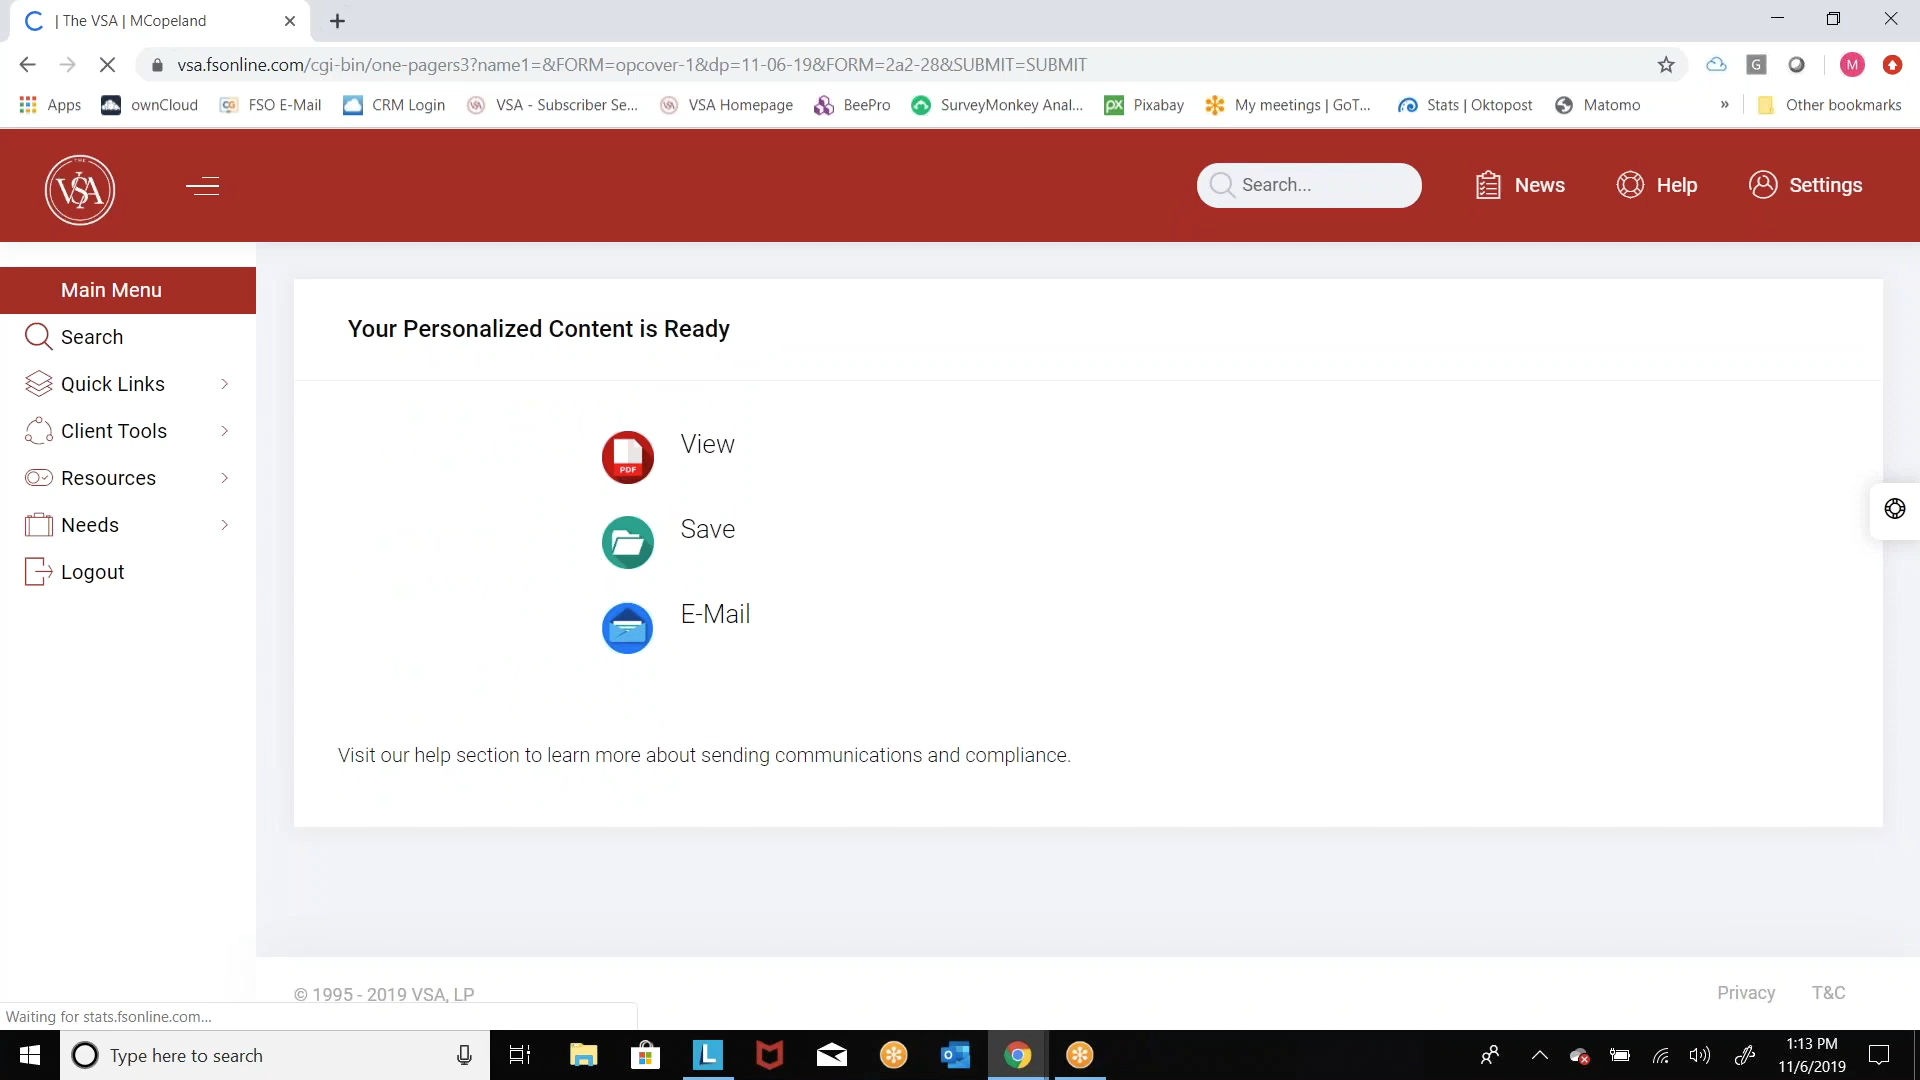 | The VSA | MCopeland
vsa.fsonline.com/cgi-bin/one-pagers3?name1=&FORM=opcover-1&dp=11-06-19&FORM=2a2-28&SUBMIT=SUBMIT
M
Apps ownCloud FSO E-Mail CRM Login VSA - Subscriber Se... VSA Homepage BeePro SurveyMonkey Anal... Pixabay My meetings | GoT... Stats | Oktopost Matomo » Other bookmarks
THE VSA
Search...
News
Help
Settings
Main Menu
Search
Quick Links
Client Tools
Resources
Needs
Logout
Your Personalized Content is Ready
PDF
View
Save
E-Mail
Visit our help section to learn more about sending communications and compliance.
© 1995 - 2019 VSA, LP
Privacy T&C
Waiting for stats.fsonline.com...
Type here to search
1:13 PM
11/6/2019